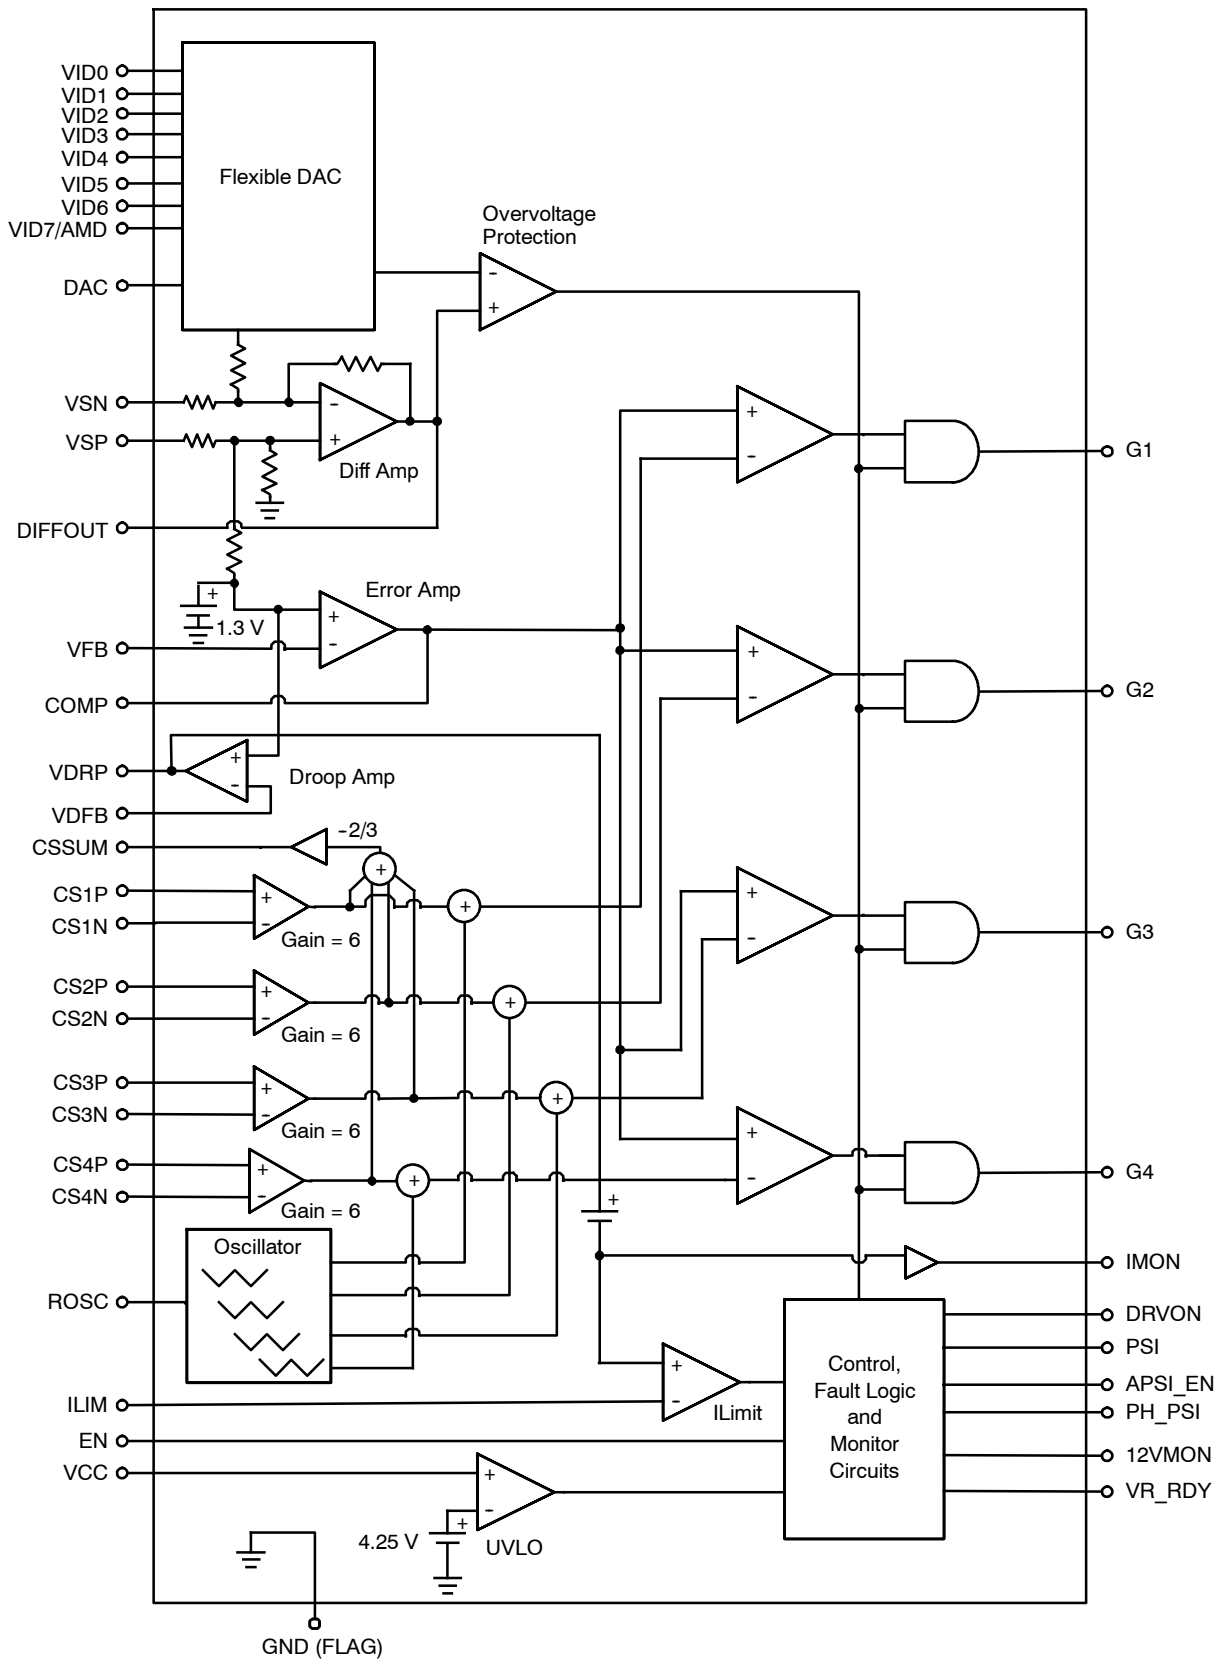 VID0
VID1
VID2
VID3
VID4
VID5
VID6
VID7/AMD
DAC
Flexible DAC
Overvoltage
Protection
-
+
VSN
VSP
-
+
Diff Amp
DIFFOUT
+
1.3 V
Error Amp
+
-
VFB
COMP
VDRP
VDFB
+
-
Droop Amp
CSSUM
-2/3
+
CS1P
CS1N
+
-
Gain = 6
+
CS2P
CS2N
+
-
Gain = 6
+
CS3P
CS3N
+
-
Gain = 6
+
CS4P
CS4N
+
-
Gain = 6
+
+
-
G1
+
-
G2
+
-
G3
+
-
G4
+
IMON
Oscillator
ROSC
ILIM
+
-
ILimit
EN
VCC
+
-
UVLO
+
4.25 V
Control,
Fault Logic
and
Monitor
Circuits
DRVON
PSI
APSI_EN
PH_PSI
12VMON
VR_RDY
GND (FLAG)